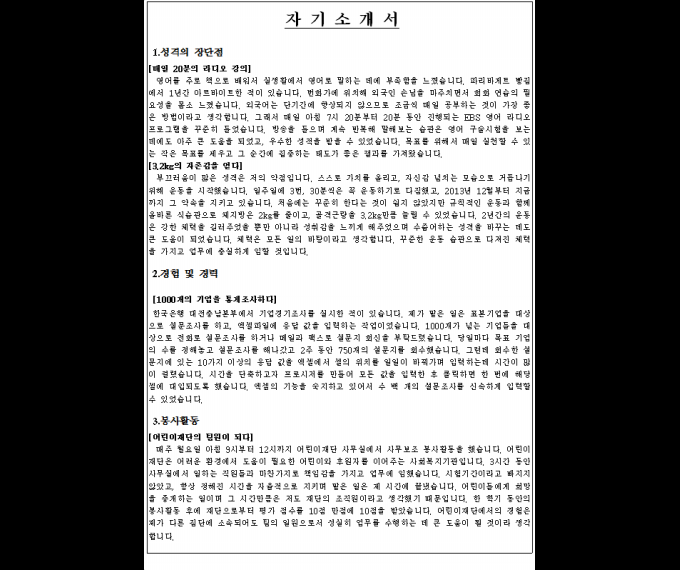 자 기 소 개 서
1.성격의 장단점
[매일 20분의 라디오 강의]
영어를 주로 책으로 배워서 실생활에서 영어로 말하는 데에 부족함을 느꼈습니다. 파리바게트 빵집
에서 1년간 아르바이트한 적이 있습니다. 번화가에 위치해 외국인 손님을 마주치면서 회화 연습의 필
요성을 몸소 느꼈습니다. 외국어는 단기간에 향상되지 않으므로 조금씩 매일 공부하는 것이 가장 좋
은 방법이라고 생각합니다. 그래서 매일 아침 7시 20분부터 20분 동안 진행되는 EBS 영어 라디오
프로그램을 꾸준히 들었습니다. 방송을 들으며 계속 반복해 말해보는 습관은 영어 구술시험을 보는
데에도 아주 큰 도움을 되었고, 우수한 성적을 받을 수 있었습니다. 목표를 위해서 매일 실천할 수 있
는 작은 목표를 세우고 그 순간에 집중하는 태도가 좋은 결과를 가져왔습니다.
[3.2kg의 자존감을 얻다]
부끄러움이 많은 성격은 저의 약점입니다. 스스로 가치를 올리고, 자신감 넘치는 모습으로 거듭나기
위해 운동을 시작했습니다. 일주일에 3번, 30분씩은 꼭 운동하기로 다짐했고, 2013년 12월부터 지금
까지 그 약속을 지키고 있습니다. 처음에는 꾸준히 한다는 것이 쉽지 않았지만 규칙적인 운동과 함께
올바른 식습관으로 체지방은 2kg를 줄이고, 골격근량을 3.2kg만큼 늘릴 수 있었습니다. 2년간의 운동
은 강한 체력을 길러주었을 뿐만 아니라 성취감을 느끼게 해주었으며 수줍어하는 성격을 바꾸는 데도
큰 도움이 되었습니다. 체력은 모든 일의 바탕이라고 생각합니다. 꾸준한 운동 습관으로 다져진 체력
을 가지고 업무에 충실하게 임할 것입니다.
2.경험 및 경력
[1000개의 기업을 통계조사하다]
한국은행 대전충남본부에서 기업경기조사를 실시한 적이 있습니다. 제가 맡은 일은 표본기업을 대상
으로 설문조사를 하고, 엑셀파일에 응답 값을 입력하는 작업이었습니다. 1000개가 넘는 기업들을 대
상으로 전화로 설문조사를 하거나 메일과 팩스로 설문지 회신을 부탁드렸습니다. 당일마다 목표 기업
의 수를 정해놓고 설문조사를 해나갔고 2주 동안 750개의 설문지를 회수했습니다. 그런데 회수한 설
문지에 있는 10가지 이상의 응답 값을 엑셀에서 셀의 위치를 일일이 바꿔가며 입력하는데 시간이 많
이 걸렸습니다. 시간을 단축하고자 프로시저를 만들어 모든 값을 입력한 후 클릭하면 한 번에 해당
셀에 대입되도록 했습니다. 엑셀의 기능을 숙지하고 있어서 수 백 개의 설문조사를 신속하게 입력할
수 있었습니다.
3.봉사활동
[어린이재단의 팀원이 되다]
매주 월요일 아침 9시부터 12시까지 어린이재단 사무실에서 사무보조 봉사활동을 했습니다. 어린이
재단은 어려운 환경에서 도움이 필요한 어린이와 후원자를 이어주는 사회복지기관입니다. 3시간 동안
사무실에서 일하는 직원들과 마찬가지로 책임감을 가지고 업무에 임했습니다. 시험기간이라고 빠지지
않았고, 항상 정해진 시간을 자율적으로 지키며 맡은 일은 제 시간에 끝냈습니다. 어린이들에게 희망
을 중계하는 일이며 그 시간만큼은 저도 재단의 조직원이라고 생각했기 때문입니다. 한 학기 동안의
봉사활동 후에 재단으로부터 평가 점수를 10점 만점에 10점을 받았습니다. 어린이재단에서의 경험은
제가 다른 집단에 소속되어도 팀의 일원으로서 성실히 업무를 수행하는 데 큰 도움이 될 것이라 생각
합니다.